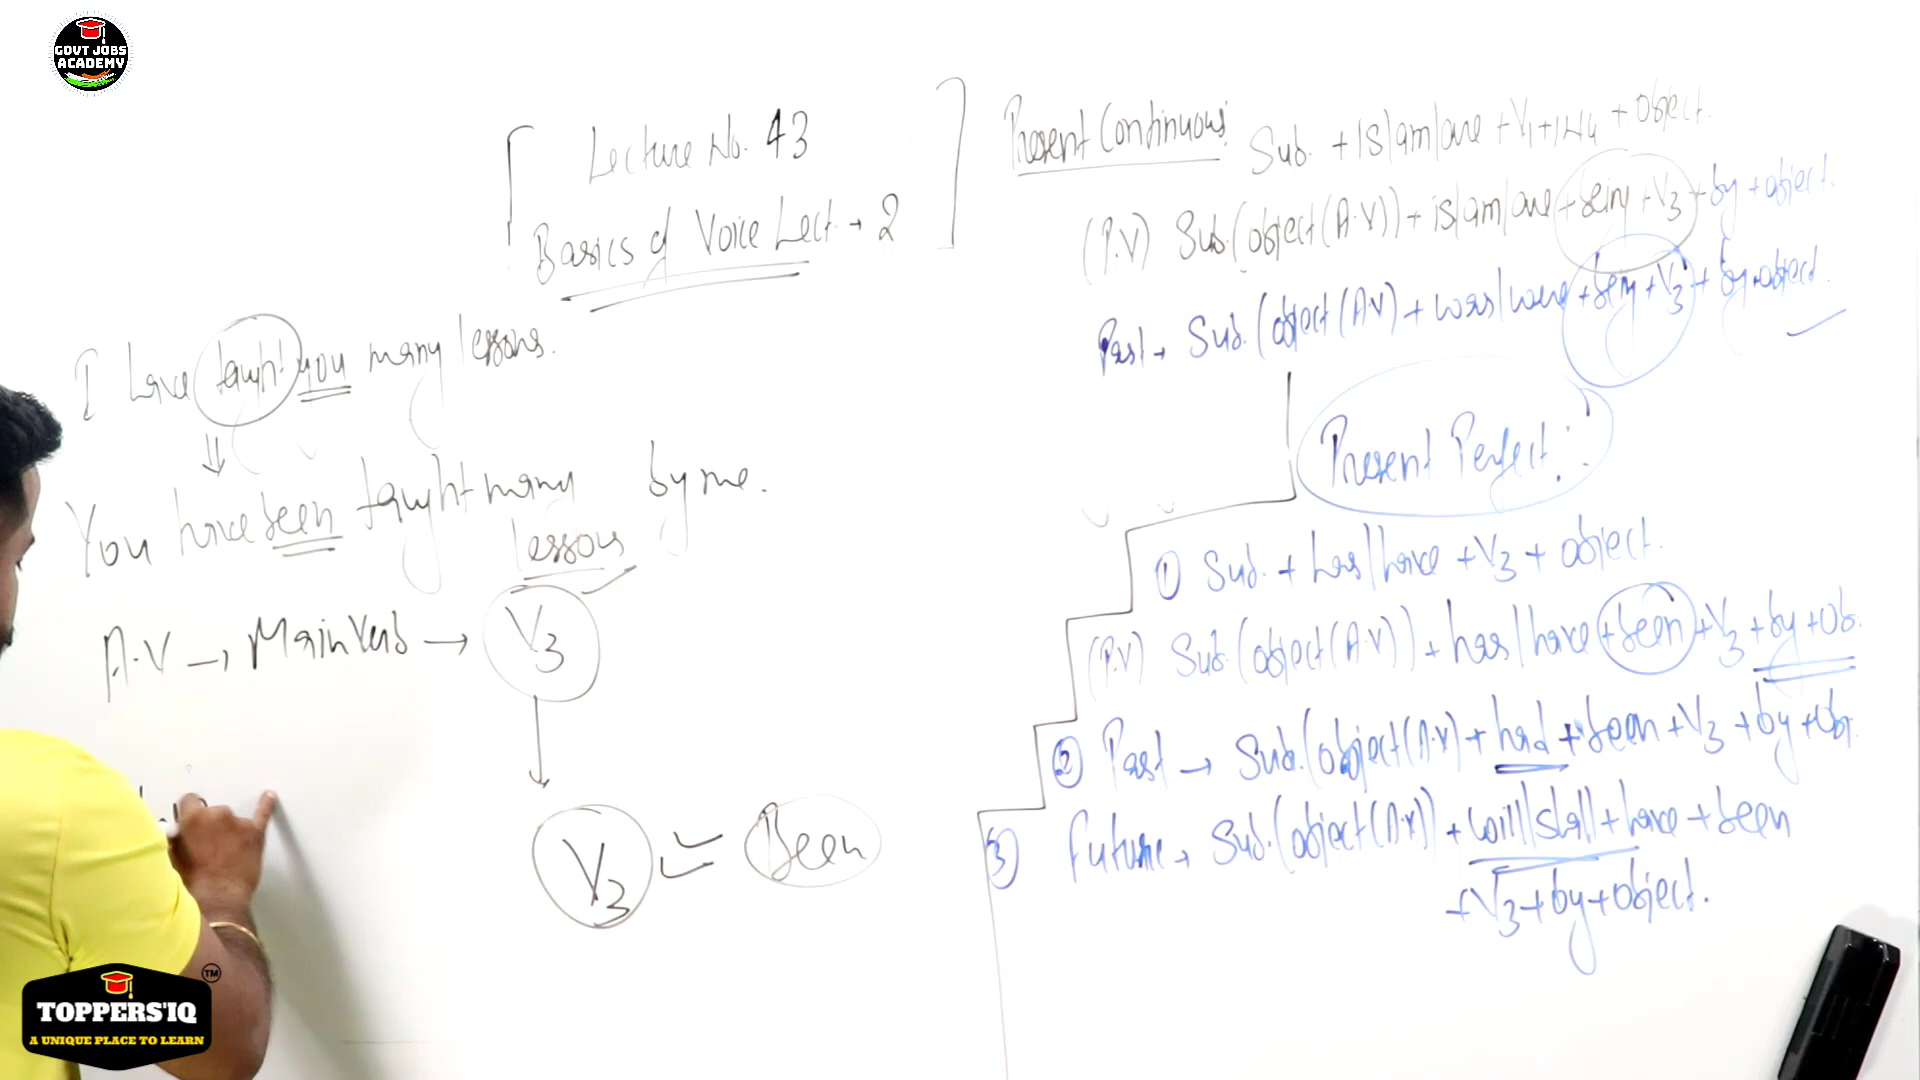 GOVT JOBS
ACADEMY
Lecture No. 43
Basics of Voice Lect. → 2
I have taught you many lessons.
You have been taught many by me.
lessons
A.V → Main Verb → V3
V3 Been
Present Continuous: Sub. + is|am|are + V1 + ing + object.
(P.V) Sub.(object(A.V)) + is|am|are + being + V3 + by + object.
Past → Sub.(object(A.V) + was|were + being + V3 + by + object.
Present Perfect:
① Sub. + has|have + V3 + object.
(P.V) Sub.(object(A.V)) + has|have + been + V3 + by + Ob.
② Past → Sub.(object(A.V) + had + been + V3 + by + Obj.
③ Future → Sub.(object(A.V)) + will|shall + have + been
+ V3 + by + object.
TOPPERS'IQ
TM
A UNIQUE PLACE TO LEARN